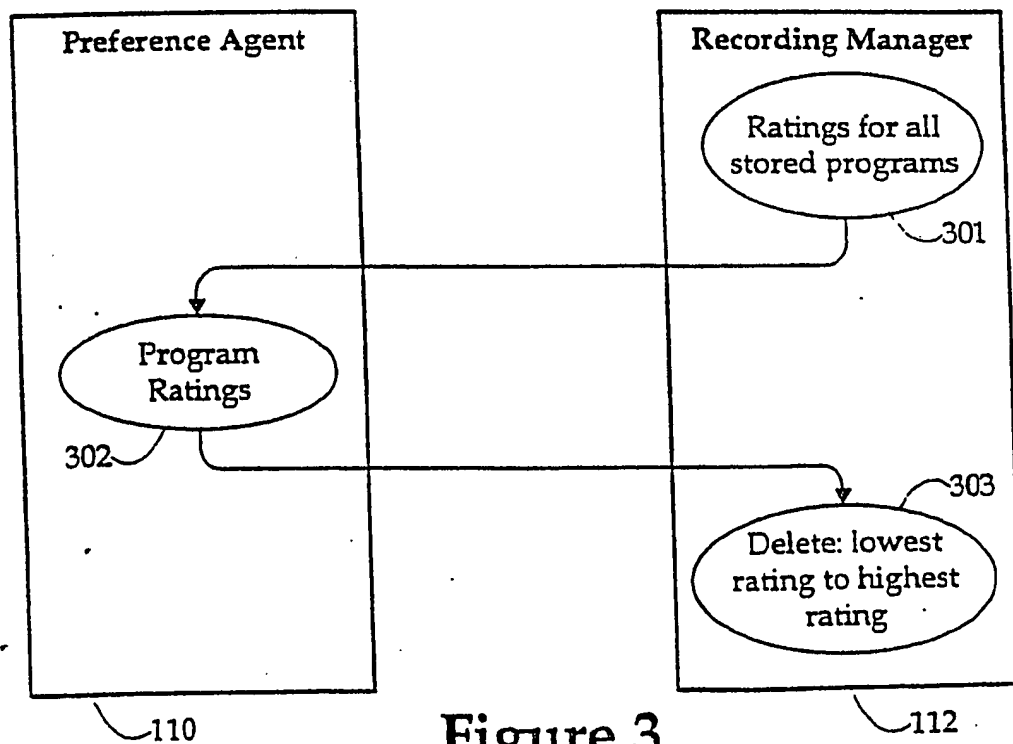 Preference Agent
Recording Manager
Ratings for all
stored programs
301
Program
Ratings
302
303
Delete: lowest
rating to highest
rating
110
112
Figure 3